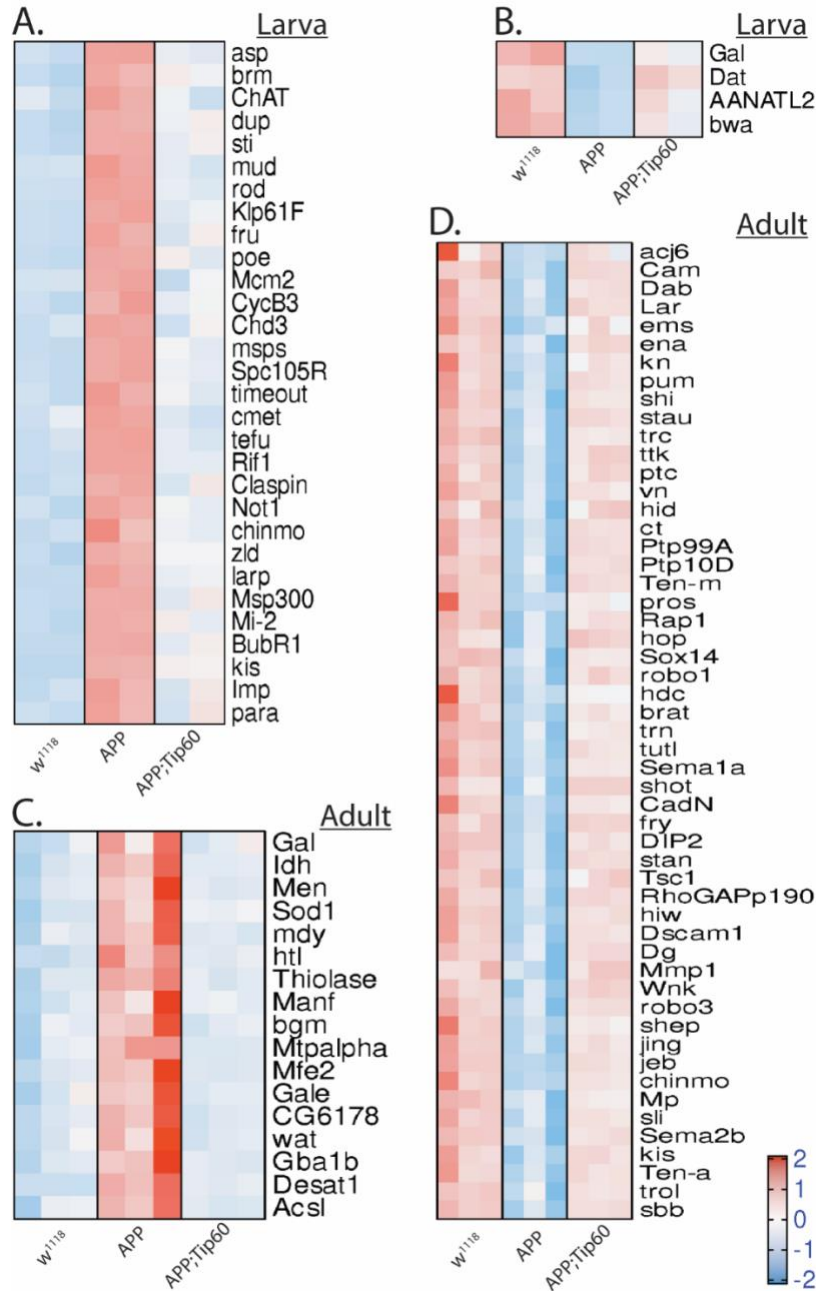 A.
Larva
asp
brm
ChAT
dup
sti
mud
rod
Klp61F
fru
poe
Mcm2
CycB3
Chd3
msps
Spc105R
timeout
cmet
tefu
Rif1
Claspin
Not1
chinmo
zld
larp
Msp300
Mi-2
BubR1
kis
Imp
para
w1118 APP APP;Tip60
B.
Larva
Gal
Dat
AANATL2
bwa
w1118 APP APP;Tip60
C.
Adult
Gal
Idh
Men
Sod1
mdy
htl
Thiolase
Manf
bgm
Mtpalpha
Mfe2
Gale
CG6178
wat
Gba1b
Desat1
Acsl
w1118 APP APP;Tip60
D.
Adult
acj6
Cam
Dab
Lar
ems
ena
kn
pum
shi
stau
trc
ttk
ptc
vn
hid
ct
Ptp99A
Ptp10D
Ten-m
pros
Rap1
hop
Sox14
robo1
hdc
brat
trn
tutl
Sema1a
shot
CadN
fry
DIP2
stan
Tsc1
RhoGAPp190
hiw
Dscam1
Dg
Mmp1
Wnk
robo3
shep
jing
jeb
chinmo
Mp
sli
Sema2b
kis
Ten-a
trol
sbb
w1118 APP APP;Tip60
2
1
0
-1
-2